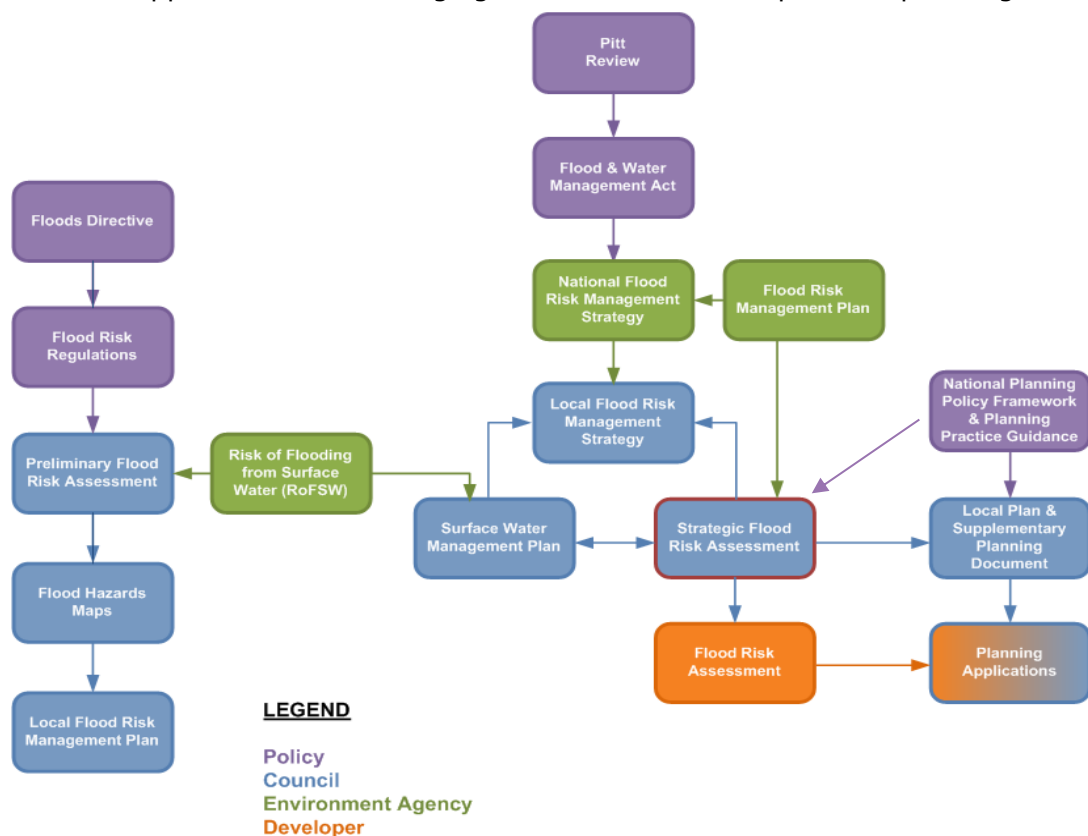 Pitt
Review
Flood & Water
Management Act
Floods Directive
National Flood
Risk Management
Strategy
Flood Risk
Management Plan
Flood Risk
Regulations
National Planning
Policy Framework
& Planning
Practice Guidance
Local Flood Risk
Management
Strategy
Preliminary Flood
Risk Assessment
Risk of Flooding
from Surface
Water (RoFSW)
Surface Water
Management Plan
Strategic Flood
Risk Assessment
Local Plan &
Supplementary
Planning
Document
Flood Hazards
Maps
Flood Risk
Assessment
Planning
Applications
Local Flood Risk
Management Plan
LEGEND
Policy
Council
Environment Agency
Developer